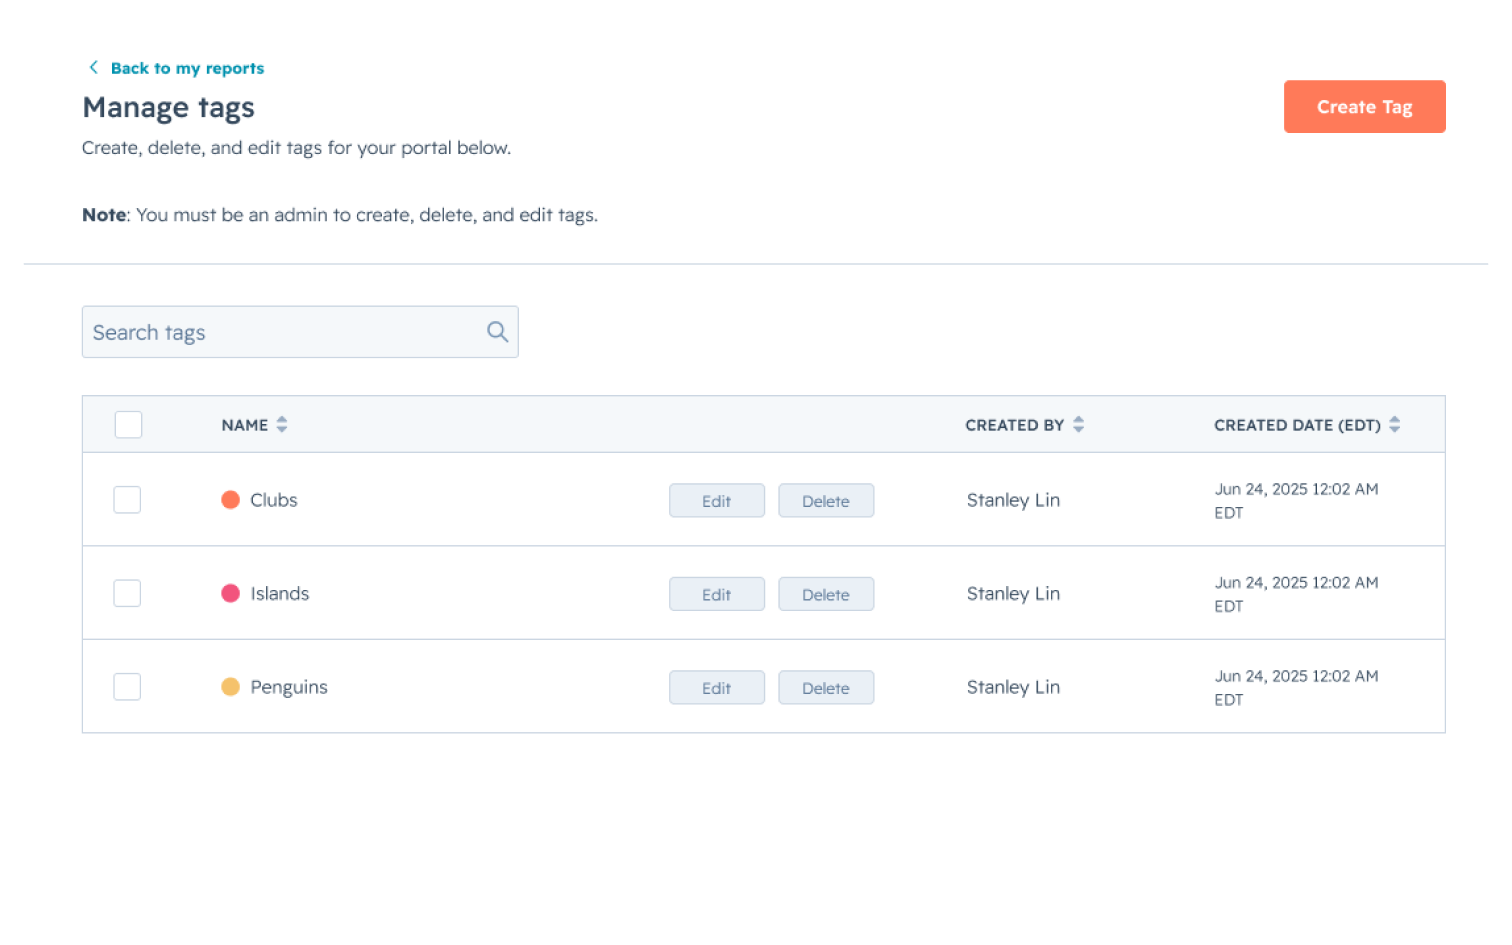 Back to my reports
Manage tags
Create Tag
Create, delete, and edit tags for your portal below.
Note: You must be an admin to create, delete, and edit tags.
Search tags
NAME CREATED BY CREATED DATE (EDT)
Clubs Edit Delete Stanley Lin Jun 24, 2025 12:02 AM
EDT
Islands Edit Delete Stanley Lin Jun 24, 2025 12:02 AM
EDT
Penguins Edit Delete Stanley Lin Jun 24, 2025 12:02 AM
EDT